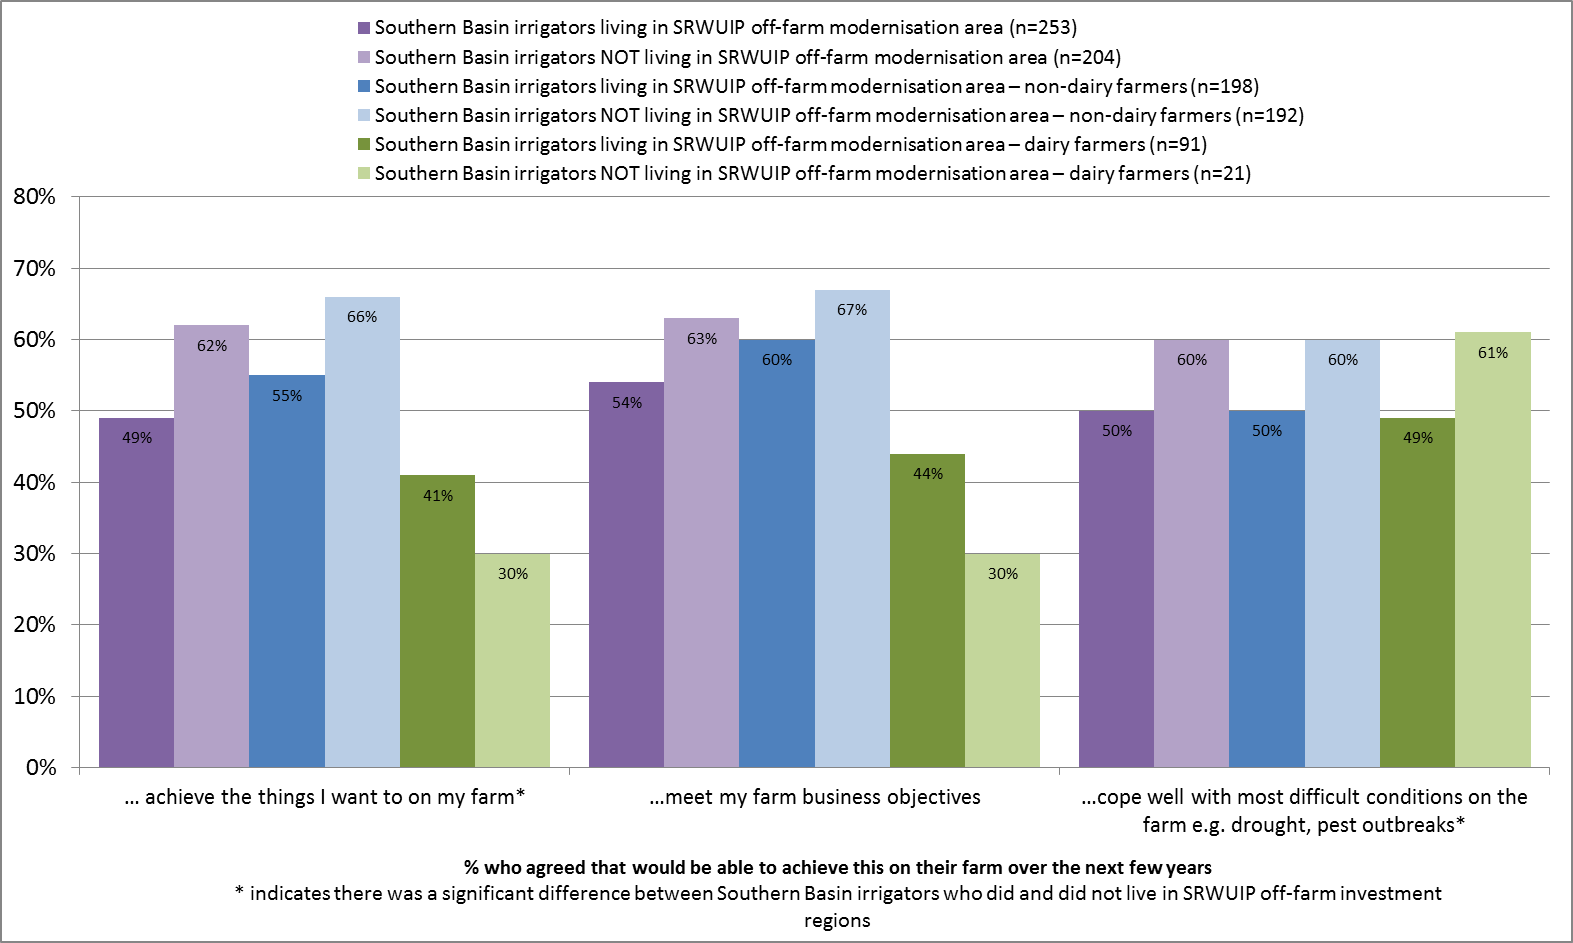 Southern Basin irrigators living in SRWUIP off-farm modernisation area (n=253)
Southern Basin irrigators NOT living in SRWUIP off-farm modernisation area (n=204)
Southern Basin irrigators living in SRWUIP off-farm modernisation area – non-dairy farmers (n=198)
Southern Basin irrigators NOT living in SRWUIP off-farm modernisation area – non-dairy farmers (n=192)
Southern Basin irrigators living in SRWUIP off-farm modernisation area – dairy farmers (n=91)
Southern Basin irrigators NOT living in SRWUIP off-farm modernisation area – dairy farmers (n=21)
80%
70%
60%
50%
40%
30%
20%
10%
0%
49%
62%
55%
66%
41%
30%
54%
63%
60%
67%
44%
30%
50%
60%
50%
60%
49%
61%
... achieve the things I want to on my farm*
...meet my farm business objectives
...cope well with most difficult conditions on the
farm e.g. drought, pest outbreaks*
% who agreed that would be able to achieve this on their farm over the next few years
* indicates there was a significant difference between Southern Basin irrigators who did and did not live in SRWUIP off-farm investment
regions